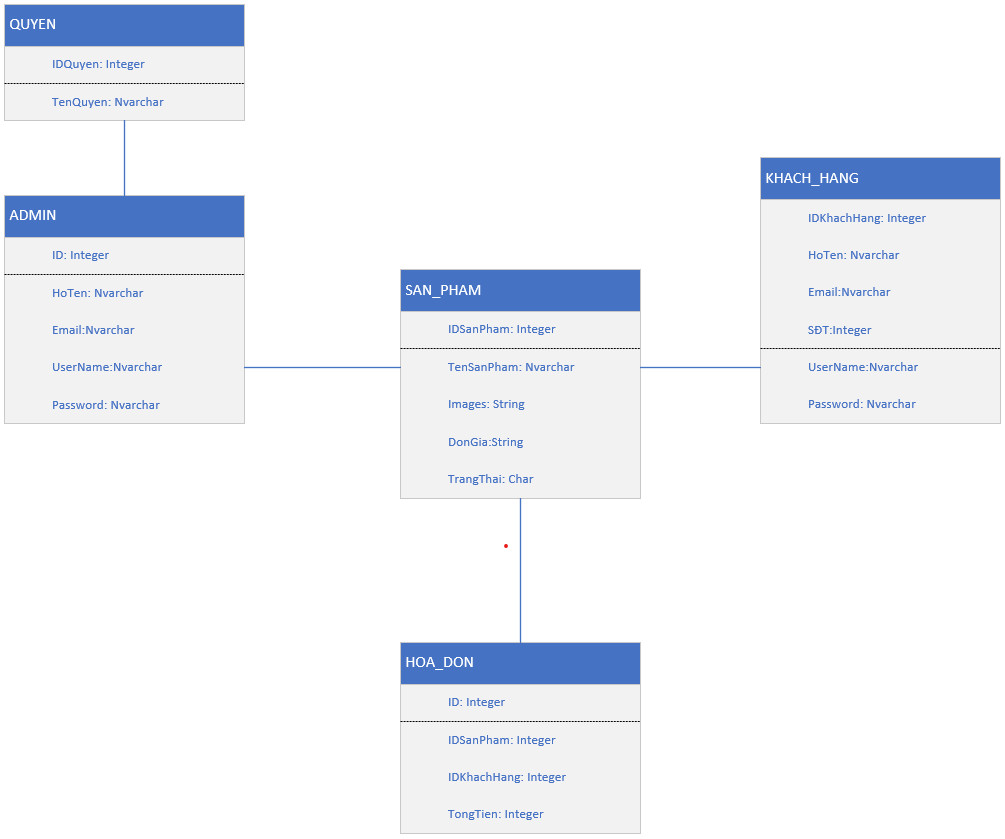 QUYEN
IDQuyen: Integer
TenQuyen: Nvarchar
ADMIN
ID: Integer
HoTen: Nvarchar
Email:Nvarchar
UserName:Nvarchar
Password: Nvarchar
SAN_PHAM
IDSanPham: Integer
TenSanPham: Nvarchar
Images: String
DonGia:String
TrangThai: Char
KHACH_HANG
IDKhachHang: Integer
HoTen: Nvarchar
Email:Nvarchar
SĐT:Integer
UserName:Nvarchar
Password: Nvarchar
HOA_DON
ID: Integer
IDSanPham: Integer
IDKhachHang: Integer
TongTien: Integer